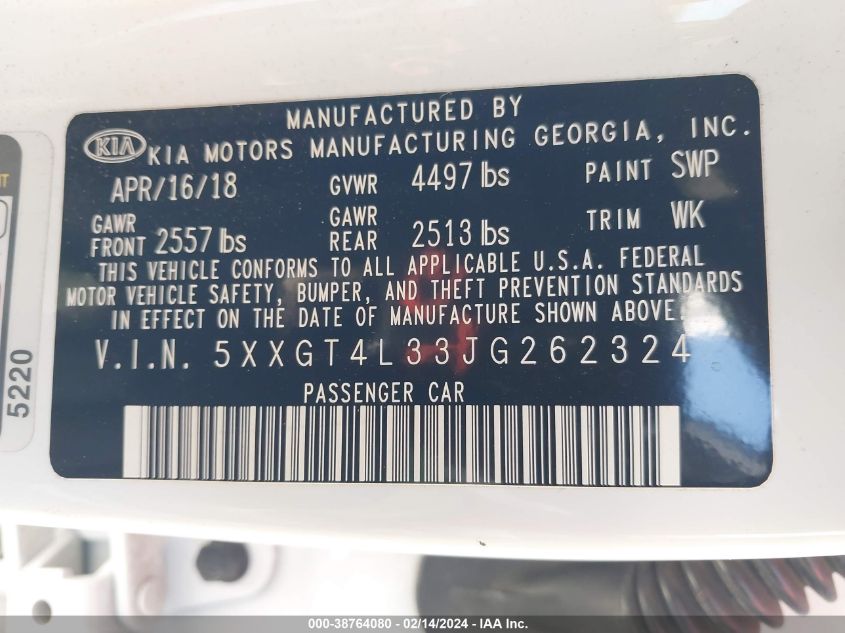 MANUFACTURED BY
KIA KIA MOTORS MANUFACTURING GEORGIA, INC.
APR/16/18 GVWR 4497 lbs PAINT SWP
GAWR FRONT 2557 lbs GAWR REAR 2513 lbs TRIM WK
THIS VEHICLE CONFORMS TO ALL APPLICABLE U.S.A. FEDERAL
MOTOR VEHICLE SAFETY, BUMPER, AND THEFT PREVENTION STANDARDS
IN EFFECT ON THE DATE OF MANUFACTURE SHOWN ABOVE.
V.I.N. 5XXGT4L33JG262324
PASSENGER CAR
5220
000-38764080 - 02/14/2024 - IAA Inc.